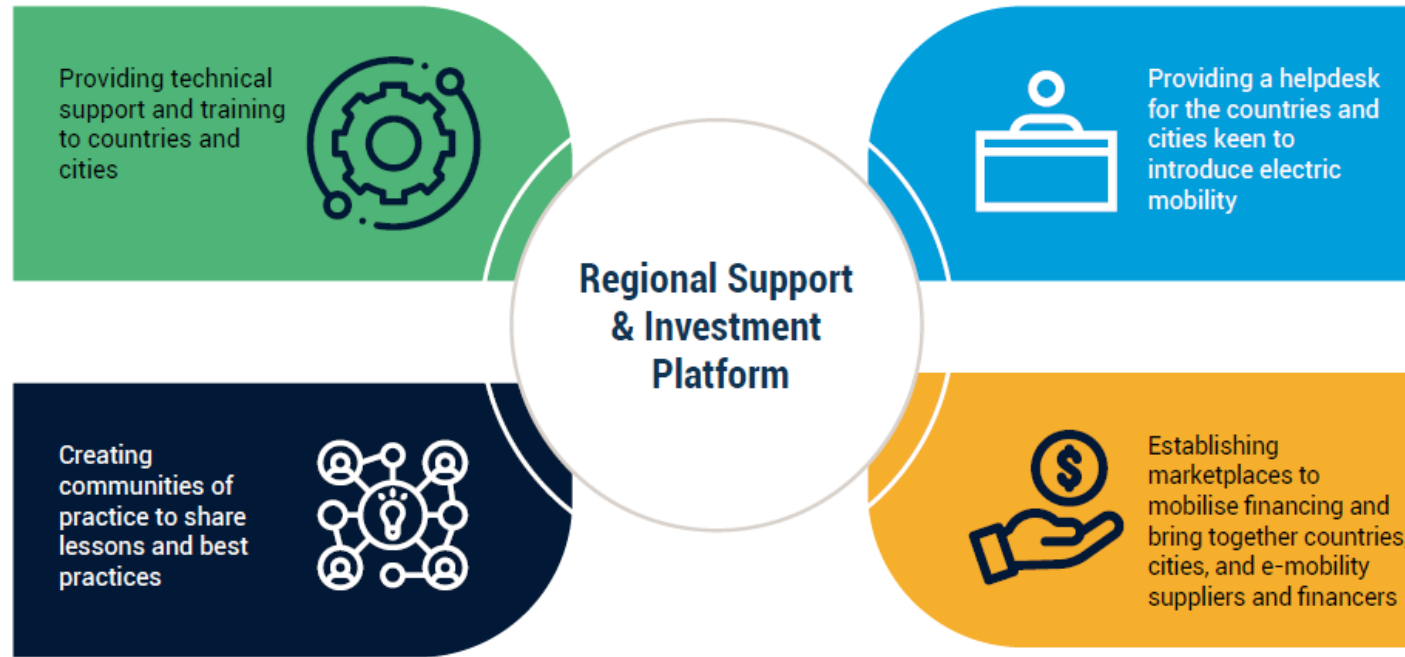 Providing technical
support and training
to countries and
cities
Providing a helpdesk
for the countries and
cities keen to
introduce electric
mobility
Regional Support
& Investment
Platform
Creating
communities of
practice to share
lessons and best
practices
Establishing
marketplaces to
mobilise financing and
bring together countries,
cities, and e-mobility
suppliers and financers
$